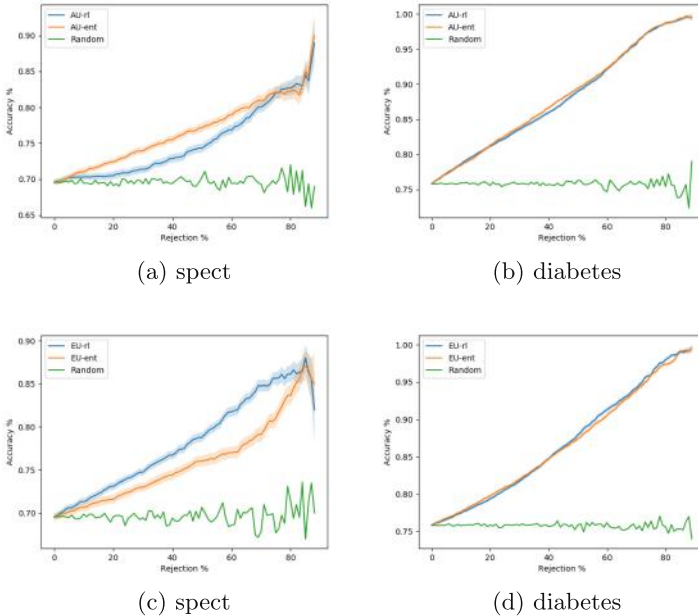 AU-rl
AU-ent
Random
0.90
0.85
0.80
0.75
0.70
0.65
Accuracy %
0 20 40 60 80
Rejection %
(a) spect
AU-rl
AU-ent
Random
1.00
0.95
0.90
0.85
0.80
0.75
Accuracy %
0 20 40 60 80
Rejection %
(b) diabetes
EU-rl
EU-ent
Random
0.90
0.85
0.80
0.75
0.70
Accuracy %
0 20 40 60 80
Rejection %
(c) spect
EU-rl
EU-ent
Random
1.00
0.95
0.90
0.85
0.80
0.75
Accuracy %
0 20 40 60 80
Rejection %
(d) diabetes